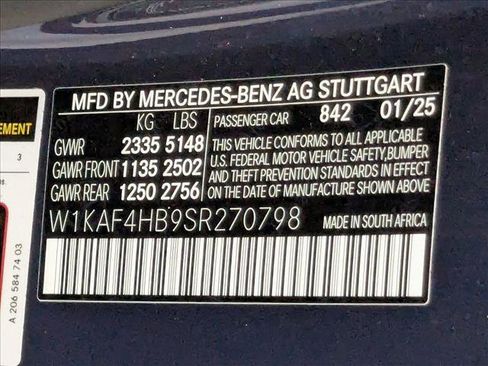 MFD BY MERCEDES-BENZ AG STUTTGART
KG LBS PASSENGER CAR 842 01/25
GVWR 2335 5148
GAWR FRONT 1135 2502
GAWR REAR 1250 2756
THIS VEHICLE CONFORMS TO ALL APPLICABLE
U.S. FEDERAL MOTOR VEHICLE SAFETY,BUMPER
AND THEFT PREVENTION STANDARDS IN EFFECT
ON THE DATE OF MANUFACTURE SHOWN ABOVE.
W1KAF4HB9SR270798 MADE IN SOUTH AFRICA
EMENT
3
A 206 584 74 03